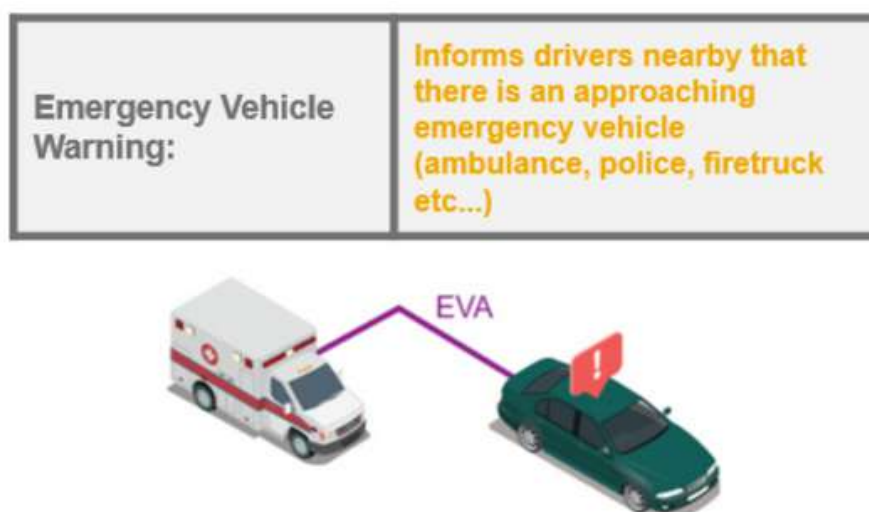 Emergency Vehicle
Warning:
Informs drivers nearby that
there is an approaching
emergency vehicle
(ambulance, police, firetruck
etc...)
EVA
!